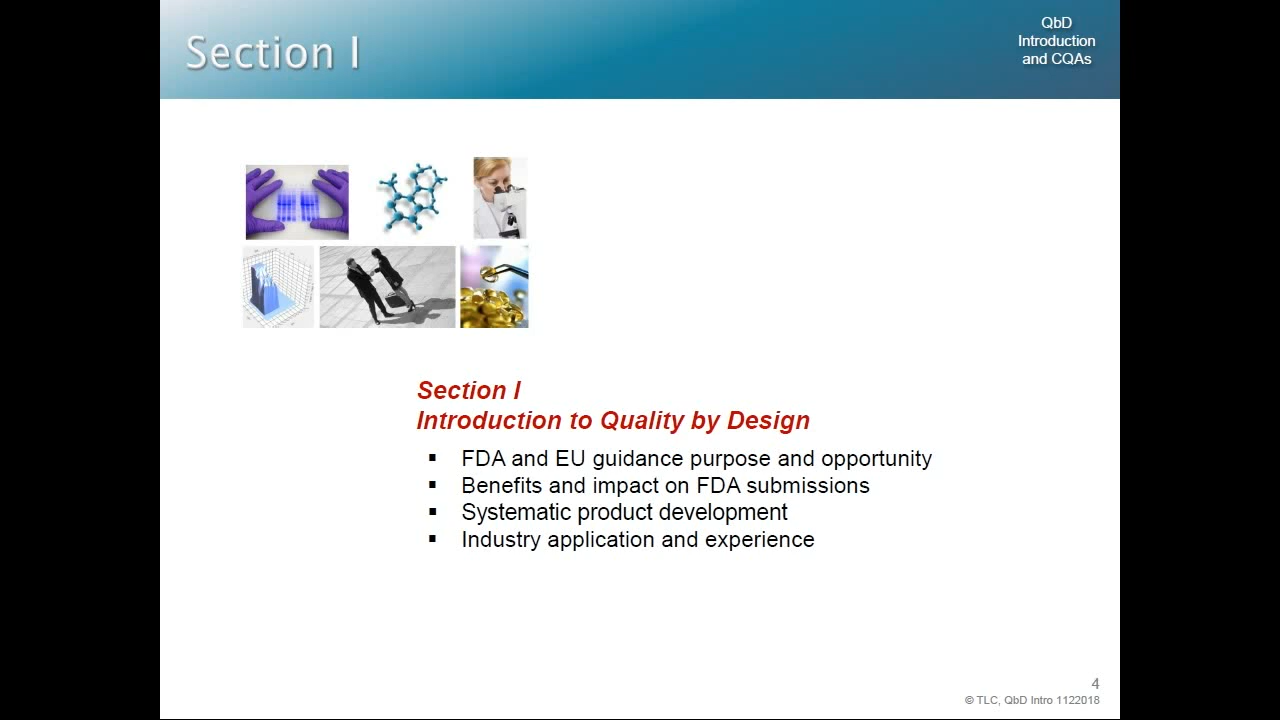 Section I
QbD
Introduction
and CQAs
Section I
Introduction to Quality by Design
▪ FDA and EU guidance purpose and opportunity
▪ Benefits and impact on FDA submissions
▪ Systematic product development
▪ Industry application and experience
4
© TLC, QbD Intro 1122018